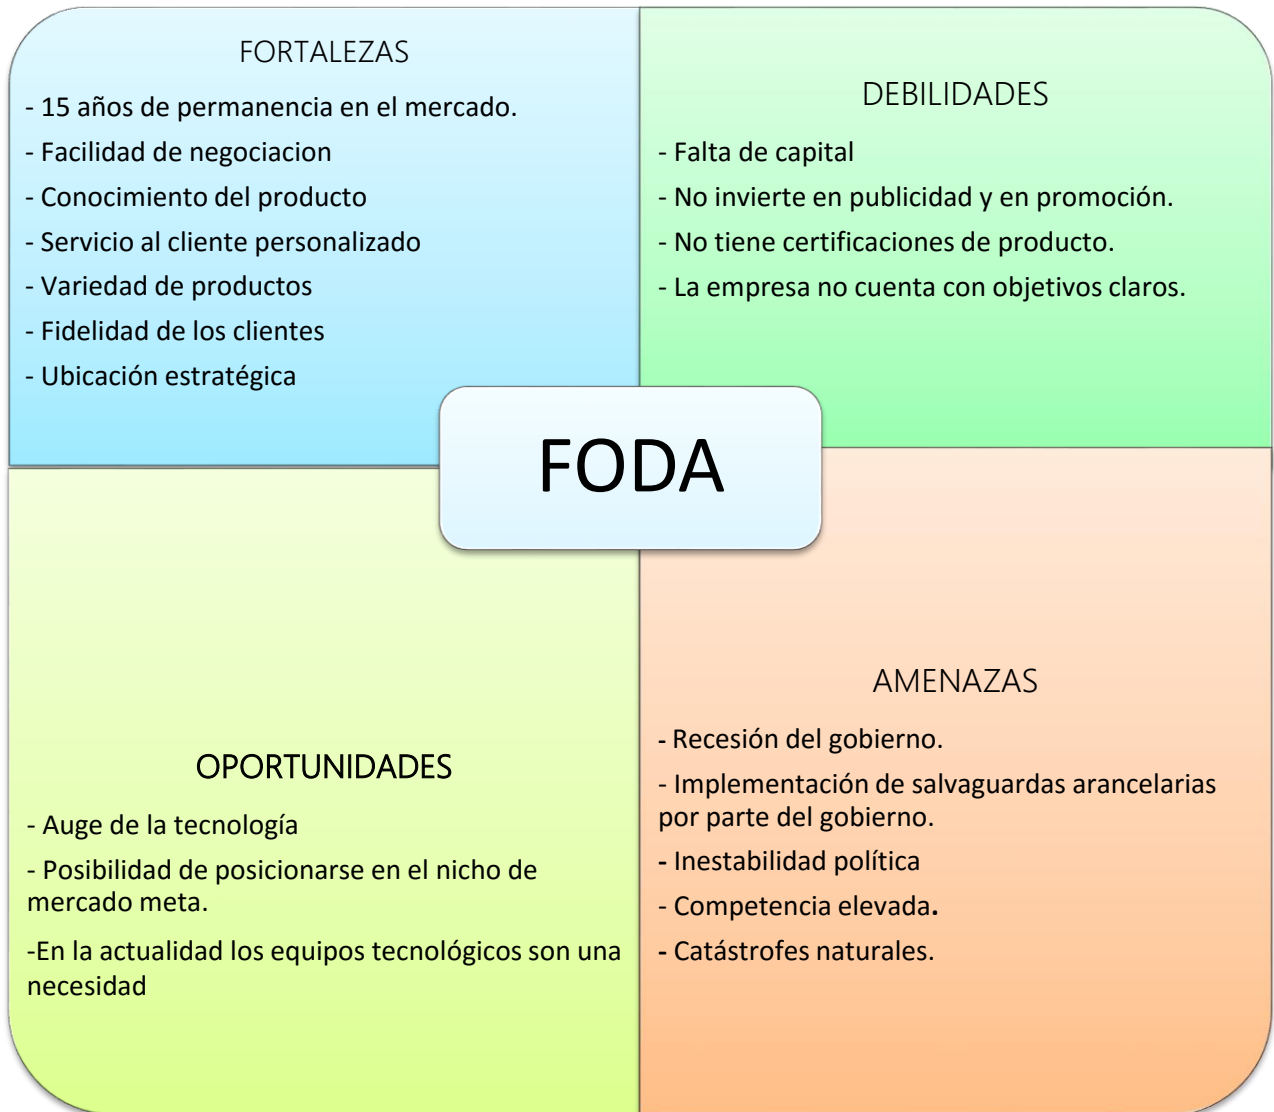 FORTALEZAS
- 15 años de permanencia en el mercado.
- Facilidad de negociacion
- Conocimiento del producto
- Servicio al cliente personalizado
- Variedad de productos
- Fidelidad de los clientes
- Ubicación estratégica
DEBILIDADES
- Falta de capital
- No invierte en publicidad y en promoción.
- No tiene certificaciones de producto.
- La empresa no cuenta con objetivos claros.
FODA
OPORTUNIDADES
- Auge de la tecnología
- Posibilidad de posicionarse en el nicho de
mercado meta.
-En la actualidad los equipos tecnológicos son una
necesidad
AMENAZAS
- Recesión del gobierno.
- Implementación de salvaguardas arancelarias
por parte del gobierno.
- Inestabilidad política
- Competencia elevada.
- Catástrofes naturales.